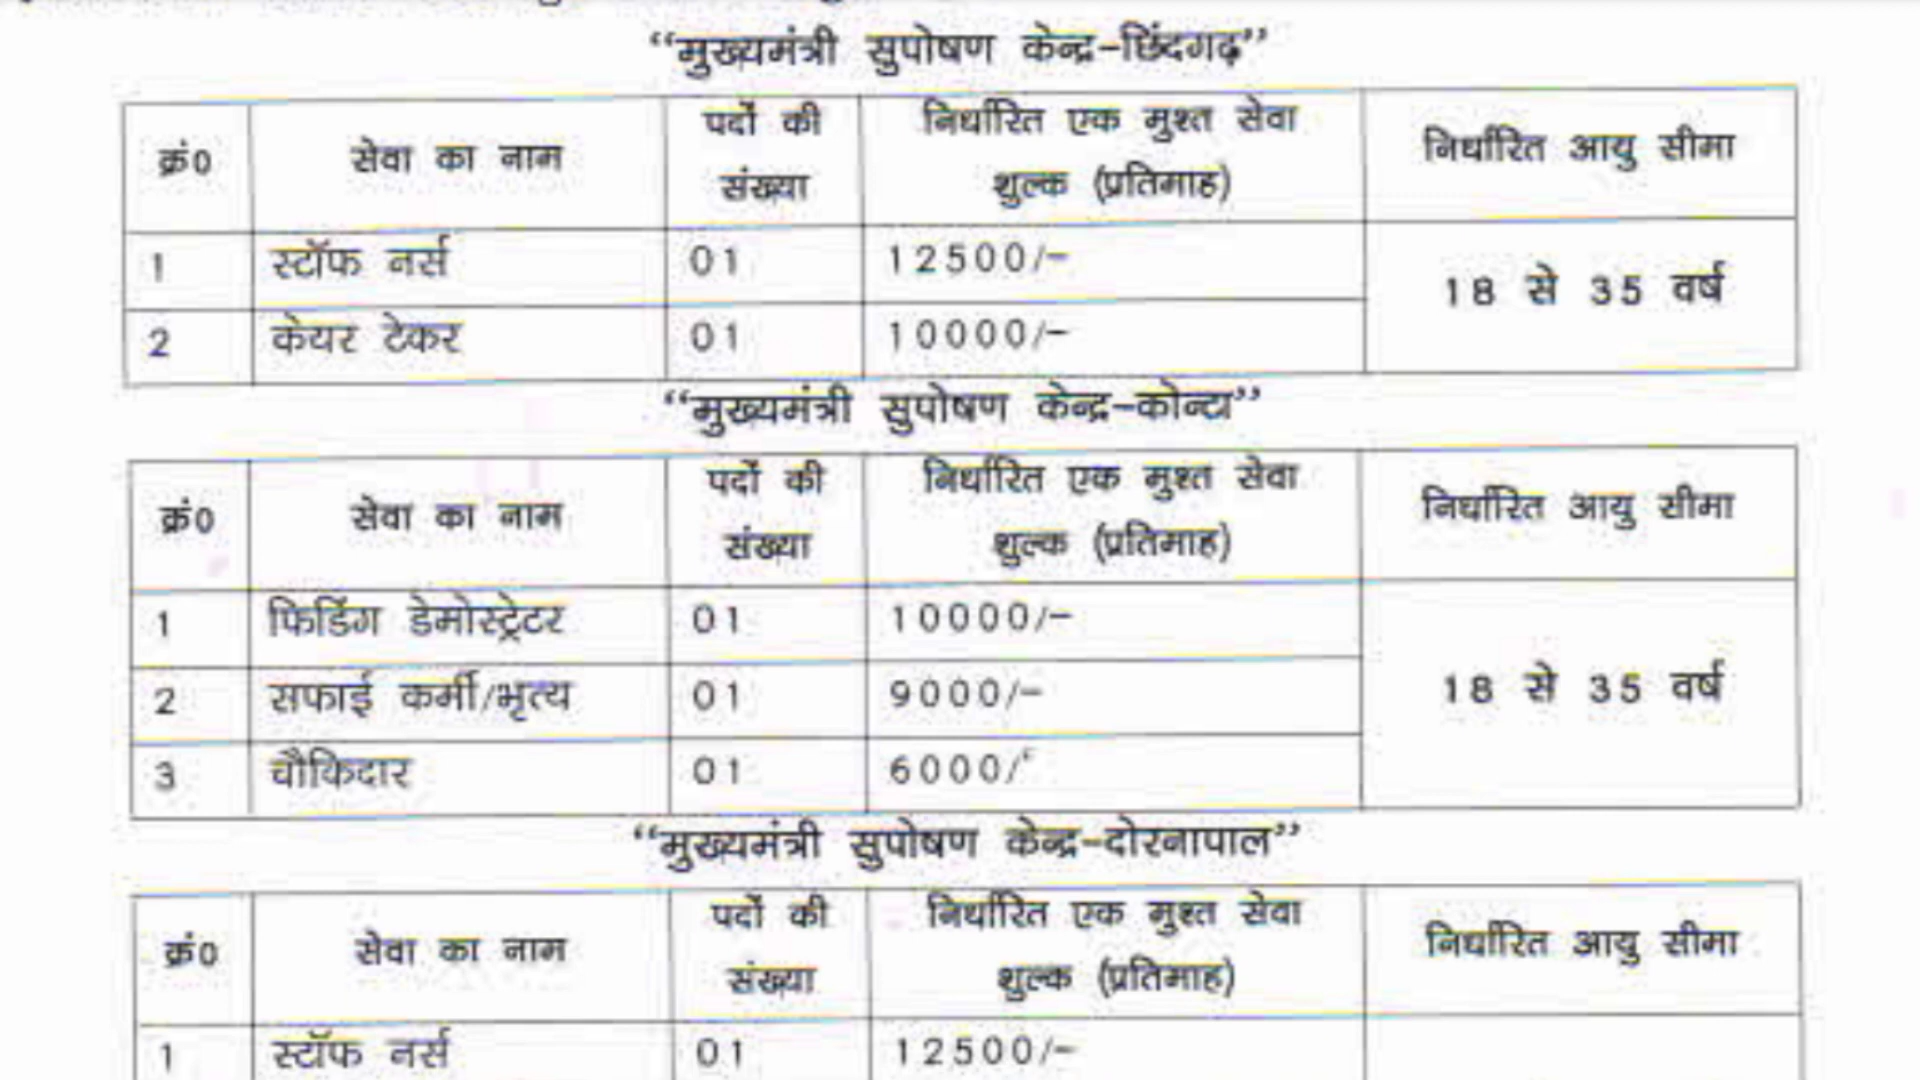 “मुख्यमंत्री सुपोषण केन्द्र-छिंदगढ़”
क्रं0 सेवा का नाम पदों की संख्या निर्धारित एक मुश्त सेवा शुल्क (प्रतिमाह) निर्धारित आयु सीमा
1 स्टॉफ नर्स 01 12500/- 18 से 35 वर्ष
2 केयर टेकर 01 10000/-
“मुख्यमंत्री सुपोषण केन्द्र-कोन्टा”
क्रं0 सेवा का नाम पदों की संख्या निर्धारित एक मुश्त सेवा शुल्क (प्रतिमाह) निर्धारित आयु सीमा
1 फिडिंग डेमोस्ट्रेटर 01 10000/- 18 से 35 वर्ष
2 सफाई कर्मी/भृत्य 01 9000/-
3 चौकिदार 01 6000/-
“मुख्यमंत्री सुपोषण केन्द्र-दोरनापाल”
क्रं0 सेवा का नाम पदों की संख्या निर्धारित एक मुश्त सेवा शुल्क (प्रतिमाह) निर्धारित आयु सीमा
1 स्टॉफ नर्स 01 12500/-